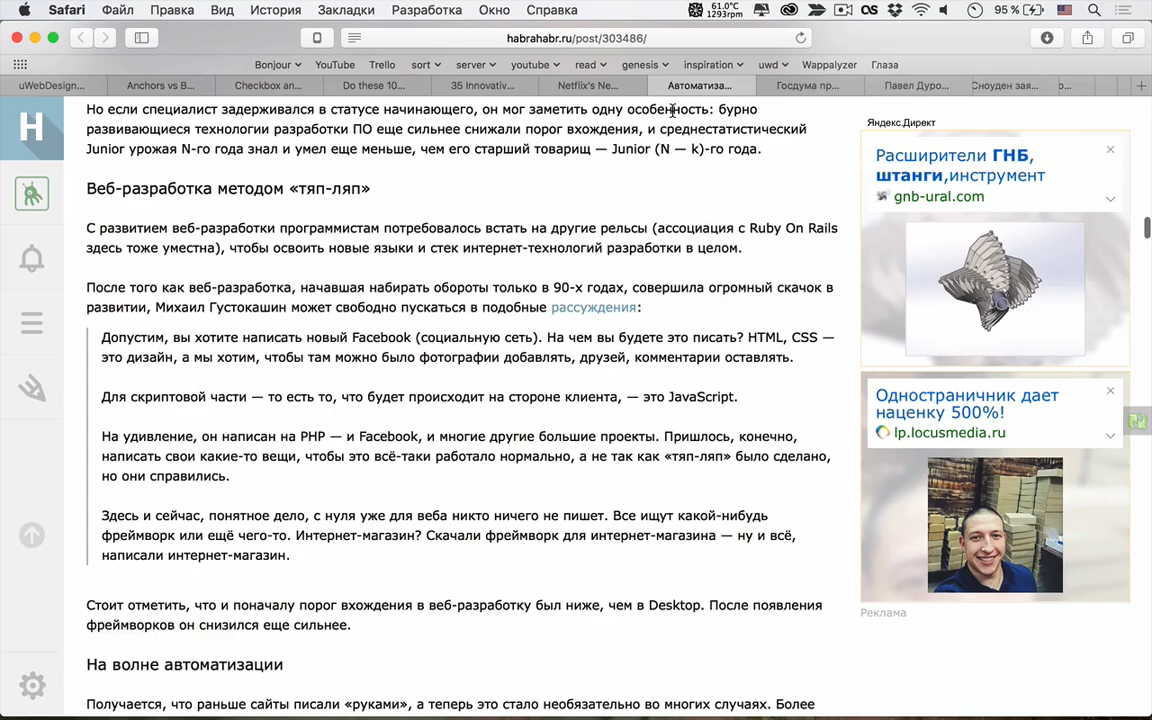 Safari Файл Правка Вид История Закладки Разработка Окно Справка 61.0°C 1293rpm 95 %
habrahabr.ru/post/303486/
Bonjour YouTube Trello sort server youtube read genesis inspiration uwd Wappalyzer Глаза
uWebDesign... Anchors vs B... Checkbox an... Do these 10... 35 Innovativ... Netflix's Ne... Автоматиза... Госдума пр... Павел Дуро... Сноуден зая...
Но если специалист задерживался в статусе начинающего, он мог заметить одну особенность: бурно
развивающиеся технологии разработки ПО еще сильнее снижали порог вхождения, и среднестатистический
Junior урожая N-го года знал и умел еще меньше, чем его старший товарищ — Junior (N — k)-го года.
Веб-разработка методом «тяп-ляп»
С развитием веб-разработки программистам потребовалось встать на другие рельсы (ассоциация с Ruby On Rails
здесь тоже уместна), чтобы освоить новые языки и стек интернет-технологий разработки в целом.
После того как веб-разработка, начавшая набирать обороты только в 90-х годах, совершила огромный скачок в
развитии, Михаил Густокашин может свободно пускаться в подобные рассуждения:
Допустим, вы хотите написать новый Facebook (социальную сеть). На чем вы будете это писать? HTML, CSS —
это дизайн, а мы хотим, чтобы там можно было фотографии добавлять, друзей, комментарии оставлять.
Для скриптовой части — то есть то, что будет происходит на стороне клиента, — это JavaScript.
На удивление, он написан на PHP — и Facebook, и многие другие большие проекты. Пришлось, конечно,
написать свои какие-то вещи, чтобы это всё-таки работало нормально, а не так как «тяп-ляп» было сделано,
но они справились.
Здесь и сейчас, понятное дело, с нуля уже для веба никто ничего не пишет. Все ищут какой-нибудь
фреймворк или ещё чего-то. Интернет-магазин? Скачали фреймворк для интернет-магазина — ну и всё,
написали интернет-магазин.
Стоит отметить, что и поначалу порог вхождения в веб-разработку был ниже, чем в Desktop. После появления
фреймворков он снизился еще сильнее.
На волне автоматизации
Получается, что раньше сайты писали «руками», а теперь это стало необязательно во многих случаях. Более
Яндекс.Директ
Расширители ГНБ,
штанги,инструмент
gnb-ural.com
Одностраничник дает
наценку 500%!
lp.locusmedia.ru
Реклама